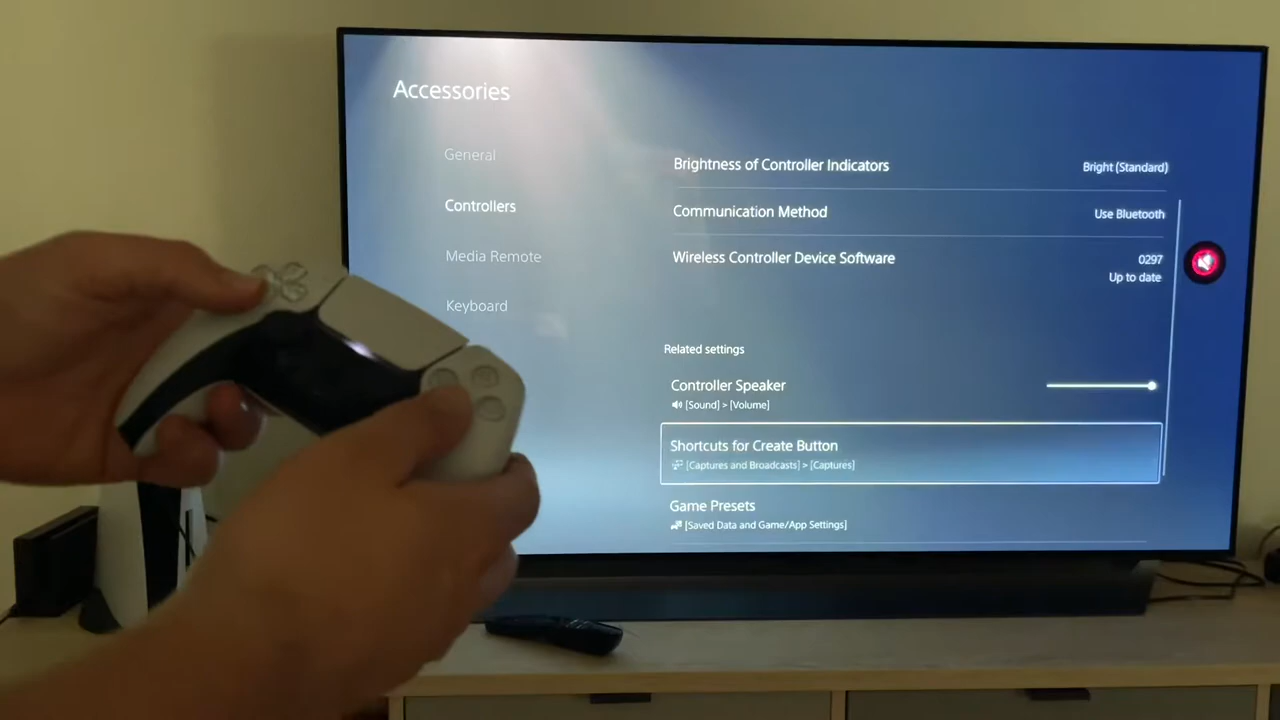 Accessories
General
Controllers
Media Remote
Keyboard
Brightness of Controller Indicators
Bright (Standard)
Communication Method
Use Bluetooth
Wireless Controller Device Software
0297
Up to date
Related settings
Controller Speaker
[Sound] > [Volume]
Shortcuts for Create Button
[Captures and Broadcasts] > [Captures]
Game Presets
[Saved Data and Game/App Settings]